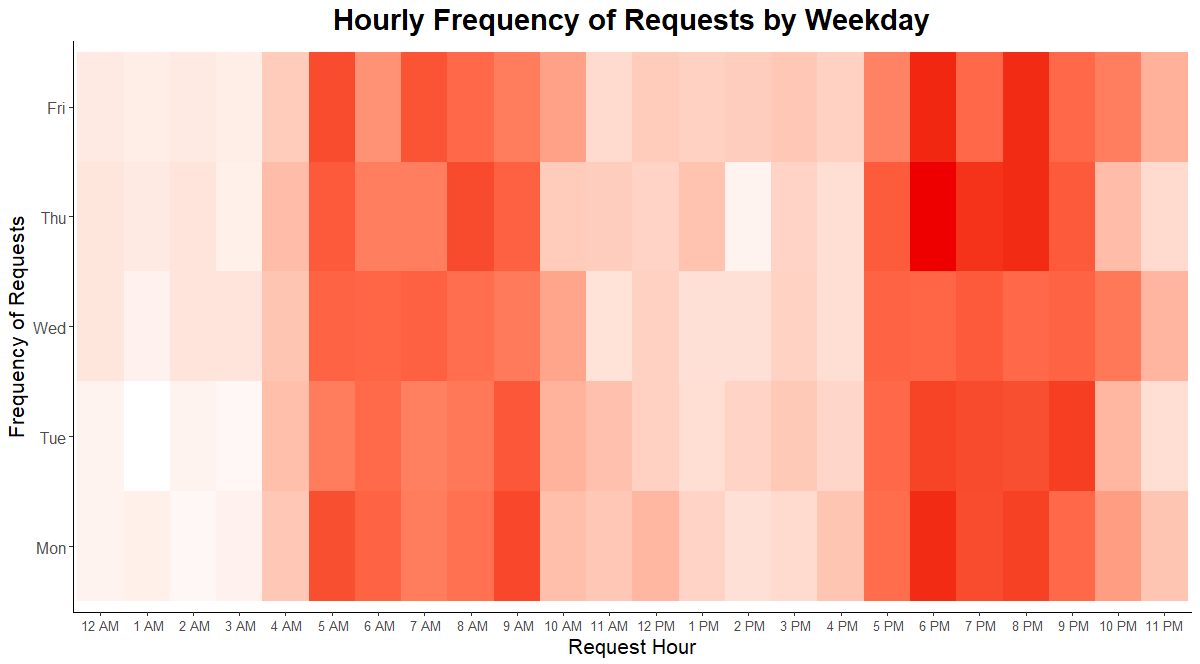 Hourly Frequency of Requests by Weekday
Frequency of Requests
Fri
Thu
Wed
Tue
Mon
12 AM 1 AM 2 AM 3 AM 4 AM 5 AM 6 AM 7 AM 8 AM 9 AM 10 AM 11 AM 12 PM 1 PM 2 PM 3 PM 4 PM 5 PM 6 PM 7 PM 8 PM 9 PM 10 PM 11 PM
Request Hour